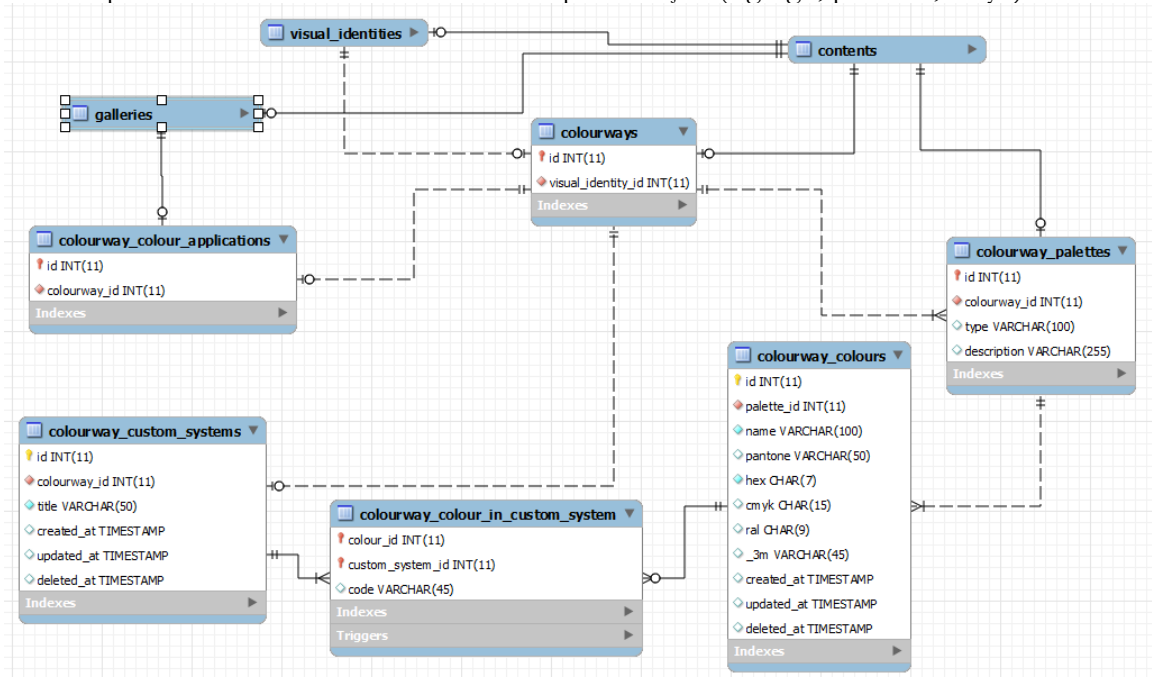 visual_identities
contents
galleries
colourways
id INT(11)
visual_identity_id INT(11)
Indexes
colourway_colour_applications
id INT(11)
colourway_id INT(11)
Indexes
colourway_palettes
id INT(11)
colourway_id INT(11)
type VARCHAR(100)
description VARCHAR(255)
Indexes
colourway_colours
id INT(11)
palette_id INT(11)
name VARCHAR(100)
pantone VARCHAR(50)
hex CHAR(7)
cmyk CHAR(15)
ral CHAR(9)
_3m VARCHAR(45)
created_at TIMESTAMP
updated_at TIMESTAMP
deleted_at TIMESTAMP
Indexes
colourway_custom_systems
id INT(11)
colourway_id INT(11)
title VARCHAR(50)
created_at TIMESTAMP
updated_at TIMESTAMP
deleted_at TIMESTAMP
Indexes
colourway_colour_in_custom_system
colour_id INT(11)
custom_system_id INT(11)
code VARCHAR(45)
Indexes
Triggers